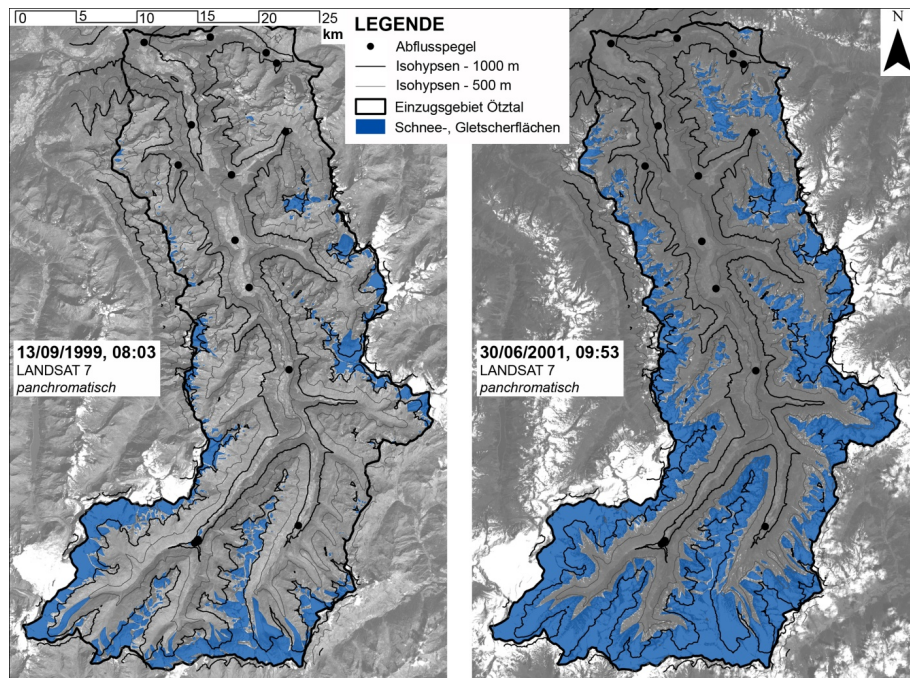 0 5 10 15 20 25
km
LEGENDE
Abflusspegel
Isohypsen - 1000 m
Isohypsen - 500 m
Einzugsgebiet Ötztal
Schnee-, Gletscherflächen
N
13/09/1999, 08:03
LANDSAT 7
panchromatisch
30/06/2001, 09:53
LANDSAT 7
panchromatisch